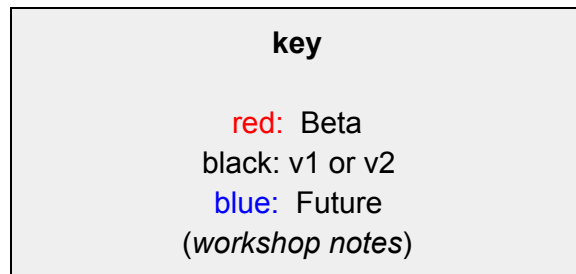 key
red: Beta
black: v1 or v2
blue: Future
(workshop notes)